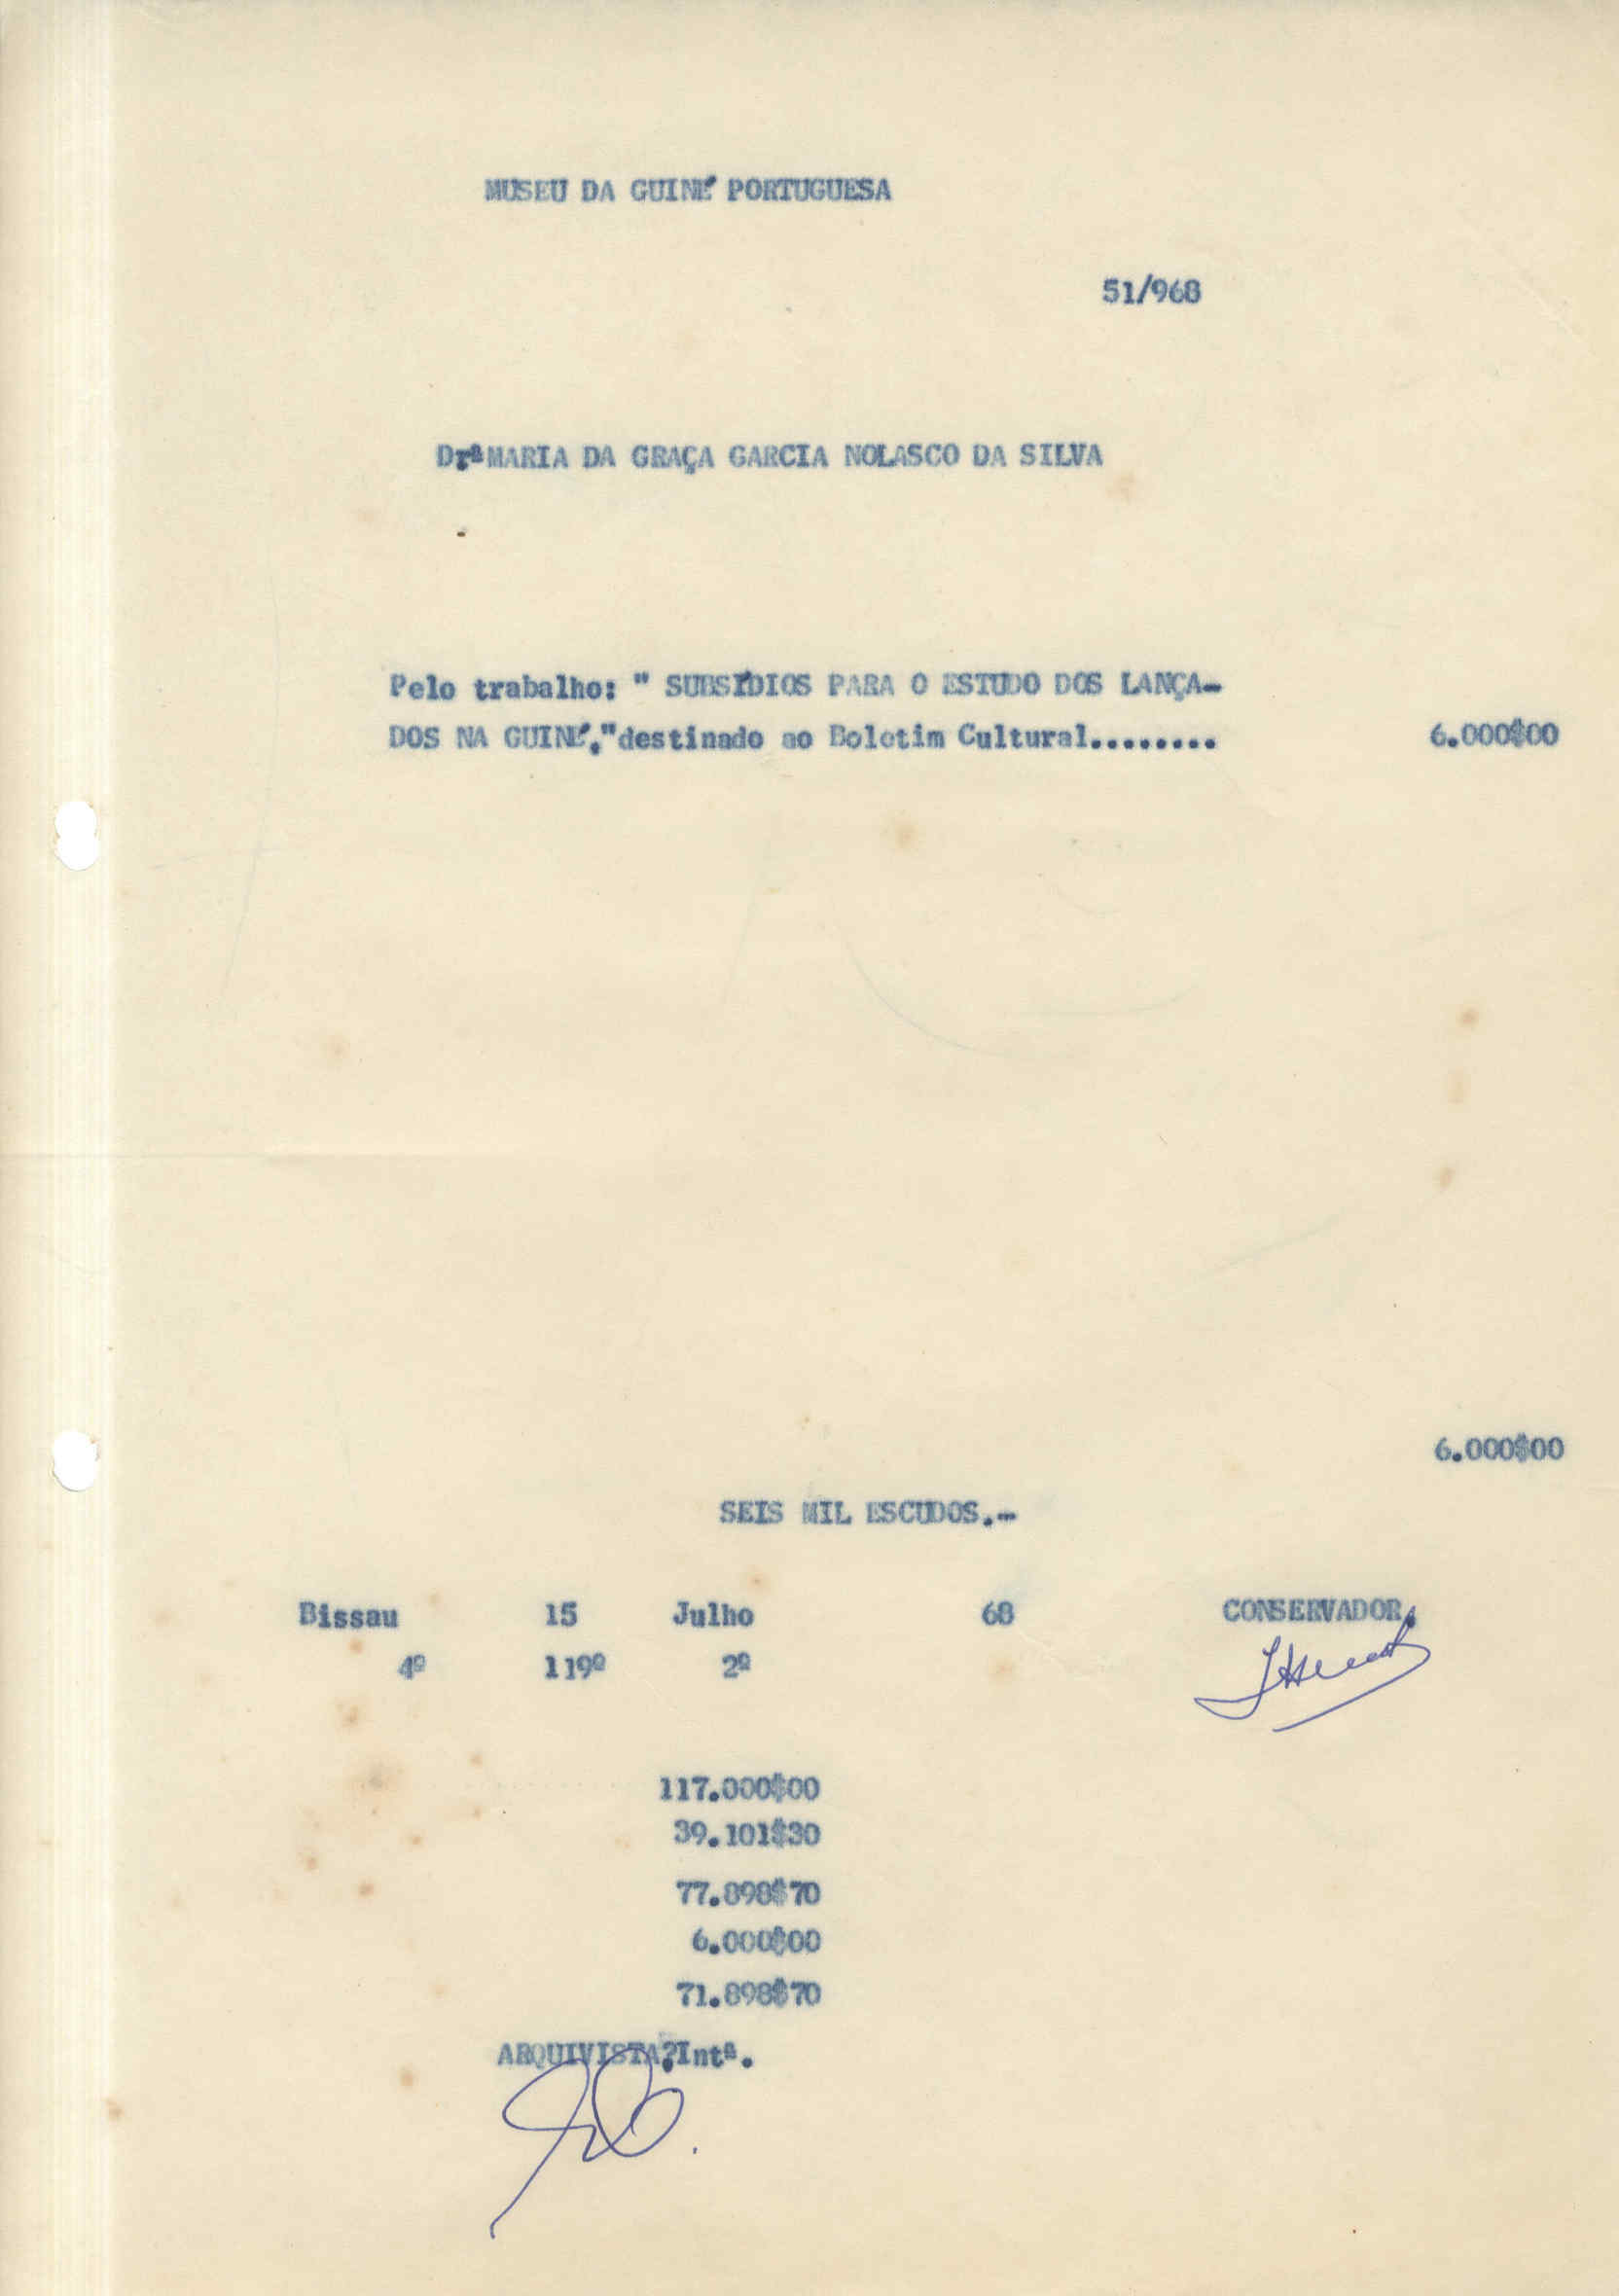 MUSEU DA GUINÉ PORTUGUESA
51/968
Drª MARIA DA GRAÇA GARCIA NOLASCO DA SILVA
Pelo trabalho: " SUBSÍDIOS PARA O ESTUDO DOS LANÇA-
DOS NA GUINÉ."destinado ao Boletim Cultural........ 6.000$00
6.000$00
SEIS MIL ESCUDOS.-
Bissau 15 Julho 68 CONSERVADOR,
4º 119º 2º
117.000$00
39.101$30
77.898$70
6.000$00
71.898$70
ARQUIVISTA,Intª.